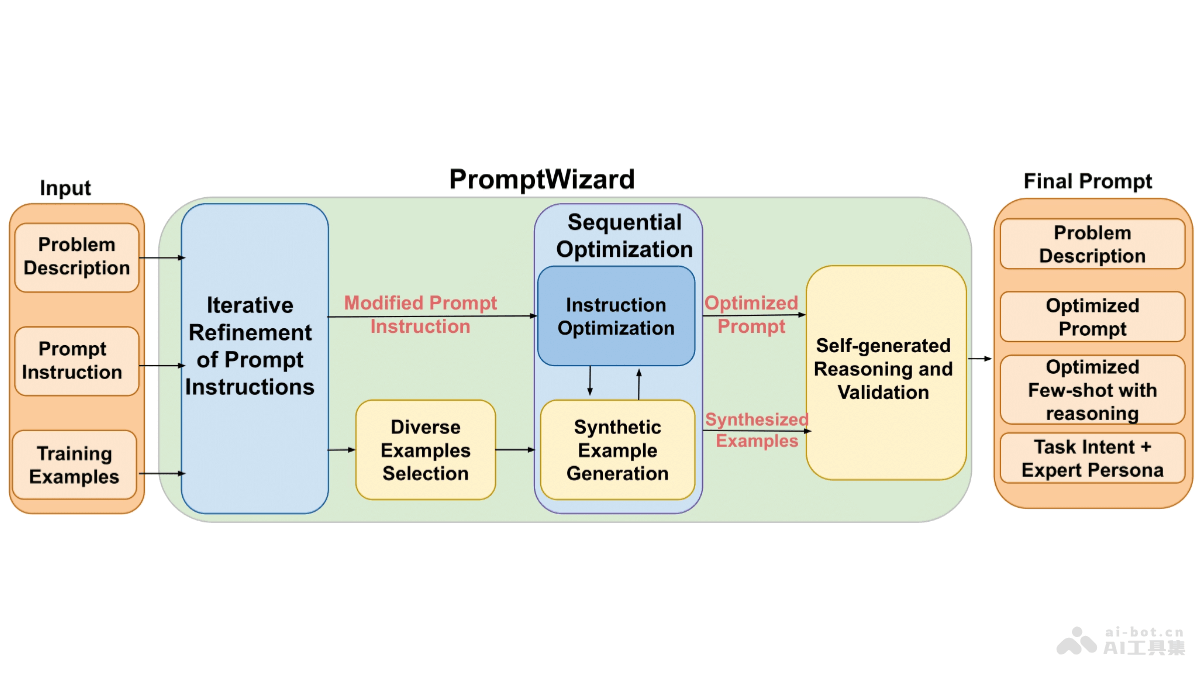 PromptWizard
Input
Problem
Description
Prompt
Instruction
Training
Examples
Iterative
Refinement
of Prompt
Instructions
Modified Prompt
Instruction
Diverse
Examples
Selection
Sequential
Optimization
Instruction
Optimization
Synthetic
Example
Generation
Optimized
Prompt
Synthesized
Examples
Self-generated
Reasoning and
Validation
Final Prompt
Problem
Description
Optimized
Prompt
Optimized
Few-shot with
reasoning
Task Intent +
Expert Persona
ai-bot.cn
AI工具集